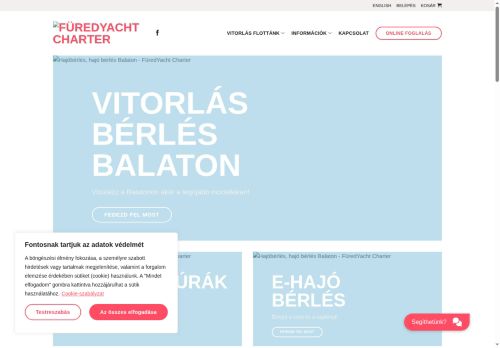 ENGLISH BELÉPÉS KOSÁR
FÜREDYACHT
CHARTER
VITORLÁS FLOTTÁNK INFORMÁCIÓK KAPCSOLAT ONLINE FOGLALÁS
Hajóbérlés, hajó bérlés Balaton - FüredYacht Charter
VITORLÁS
BÉRLÉS
BALATON
Vitorlázz a Balatonon akár a legújabb modellekkel!
FEDEZD FEL MOST
- FüredYacht Charter
TÚRÁK
Hajóbérlés, hajó bérlés Balaton - FüredYacht Charter
E-HAJÓ
BÉRLÉS
Fontosnak tartjuk az adatok védelmét
A böngészési élmény fokozása, a személyre szabott
hirdetések vagy tartalmak megjelenítése, valamint a forgalom
elemzése érdekében sütiket (cookie) használunk. A "Mindet
elfogadom" gombra kattintva hozzájárulhat a sütik
használatához. Cookie-szabályzat
Testreszabás Az összes elfogadása
Segíthetünk?